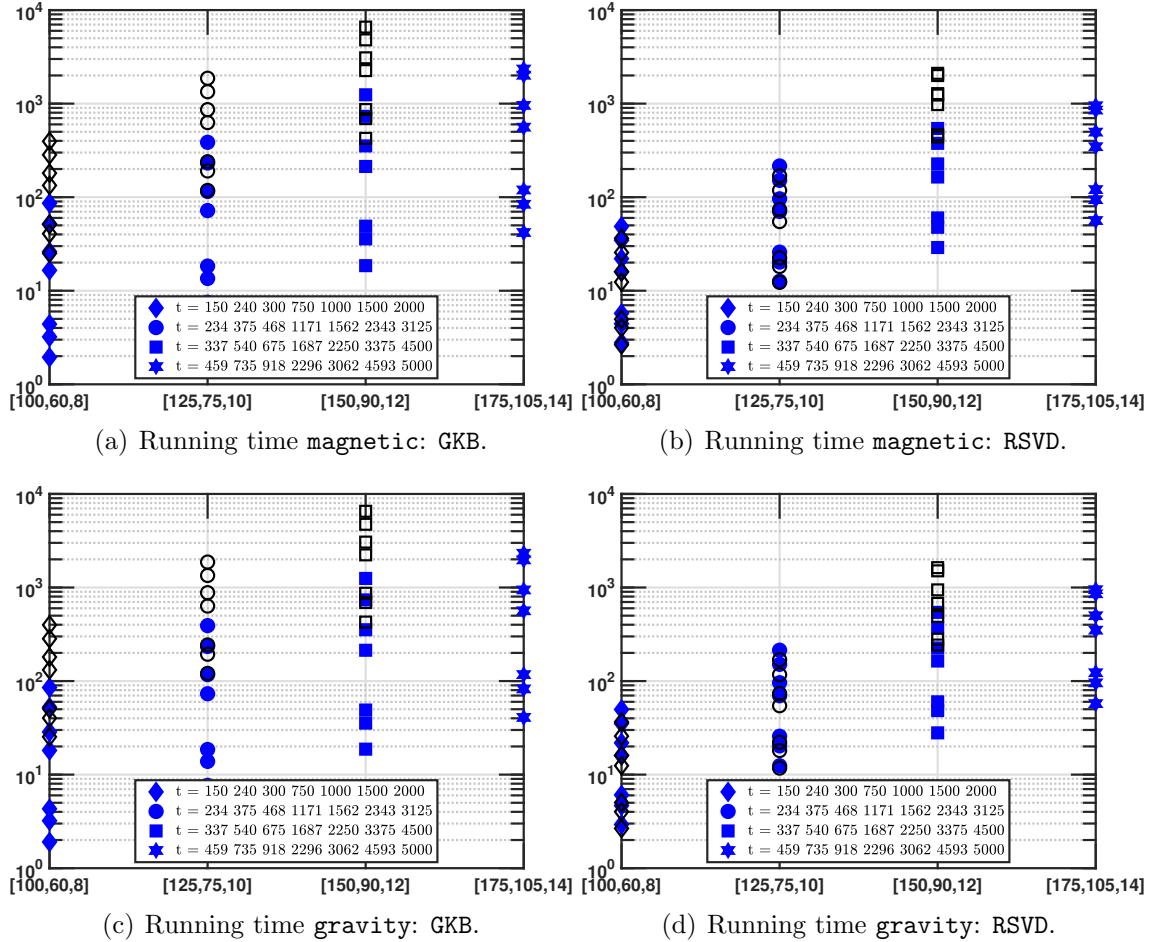 10^4
10^3
10^2
10^1
10^0
t = 150 240 300 750 1000 1500 2000
t = 234 375 468 1171 1562 2343 3125
t = 337 540 675 1687 2250 3375 4500
t = 459 735 918 2296 3062 4593 5000
[100,60,8] [125,75,10] [150,90,12] [175,105,14]
(a) Running time magnetic: GKB.
10^4
10^3
10^2
10^1
10^0
t = 150 240 300 750 1000 1500 2000
t = 234 375 468 1171 1562 2343 3125
t = 337 540 675 1687 2250 3375 4500
t = 459 735 918 2296 3062 4593 5000
[100,60,8] [125,75,10] [150,90,12] [175,105,14]
(b) Running time magnetic: RSVD.
10^4
10^3
10^2
10^1
10^0
t = 150 240 300 750 1000 1500 2000
t = 234 375 468 1171 1562 2343 3125
t = 337 540 675 1687 2250 3375 4500
t = 459 735 918 2296 3062 4593 5000
[100,60,8] [125,75,10] [150,90,12] [175,105,14]
(c) Running time gravity: GKB.
10^4
10^3
10^2
10^1
10^0
t = 150 240 300 750 1000 1500 2000
t = 234 375 468 1171 1562 2343 3125
t = 337 540 675 1687 2250 3375 4500
t = 459 735 918 2296 3062 4593 5000
[100,60,8] [125,75,10] [150,90,12] [175,105,14]
(d) Running time gravity: RSVD.